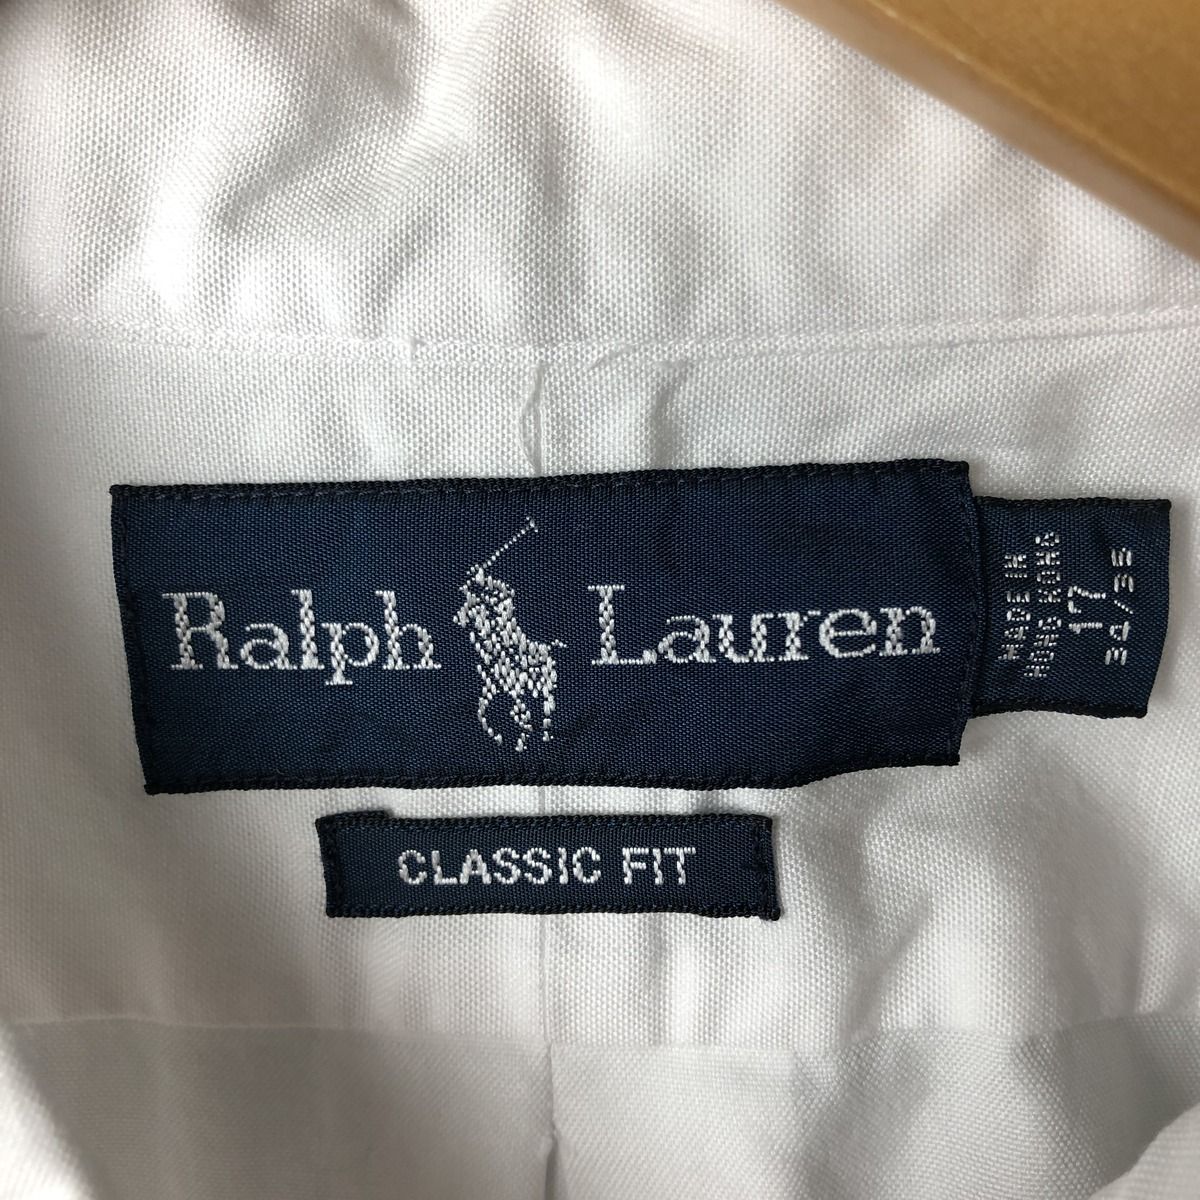 Ralph Lauren
MADE IN
HONG KONG
17
34/35
CLASSIC FIT